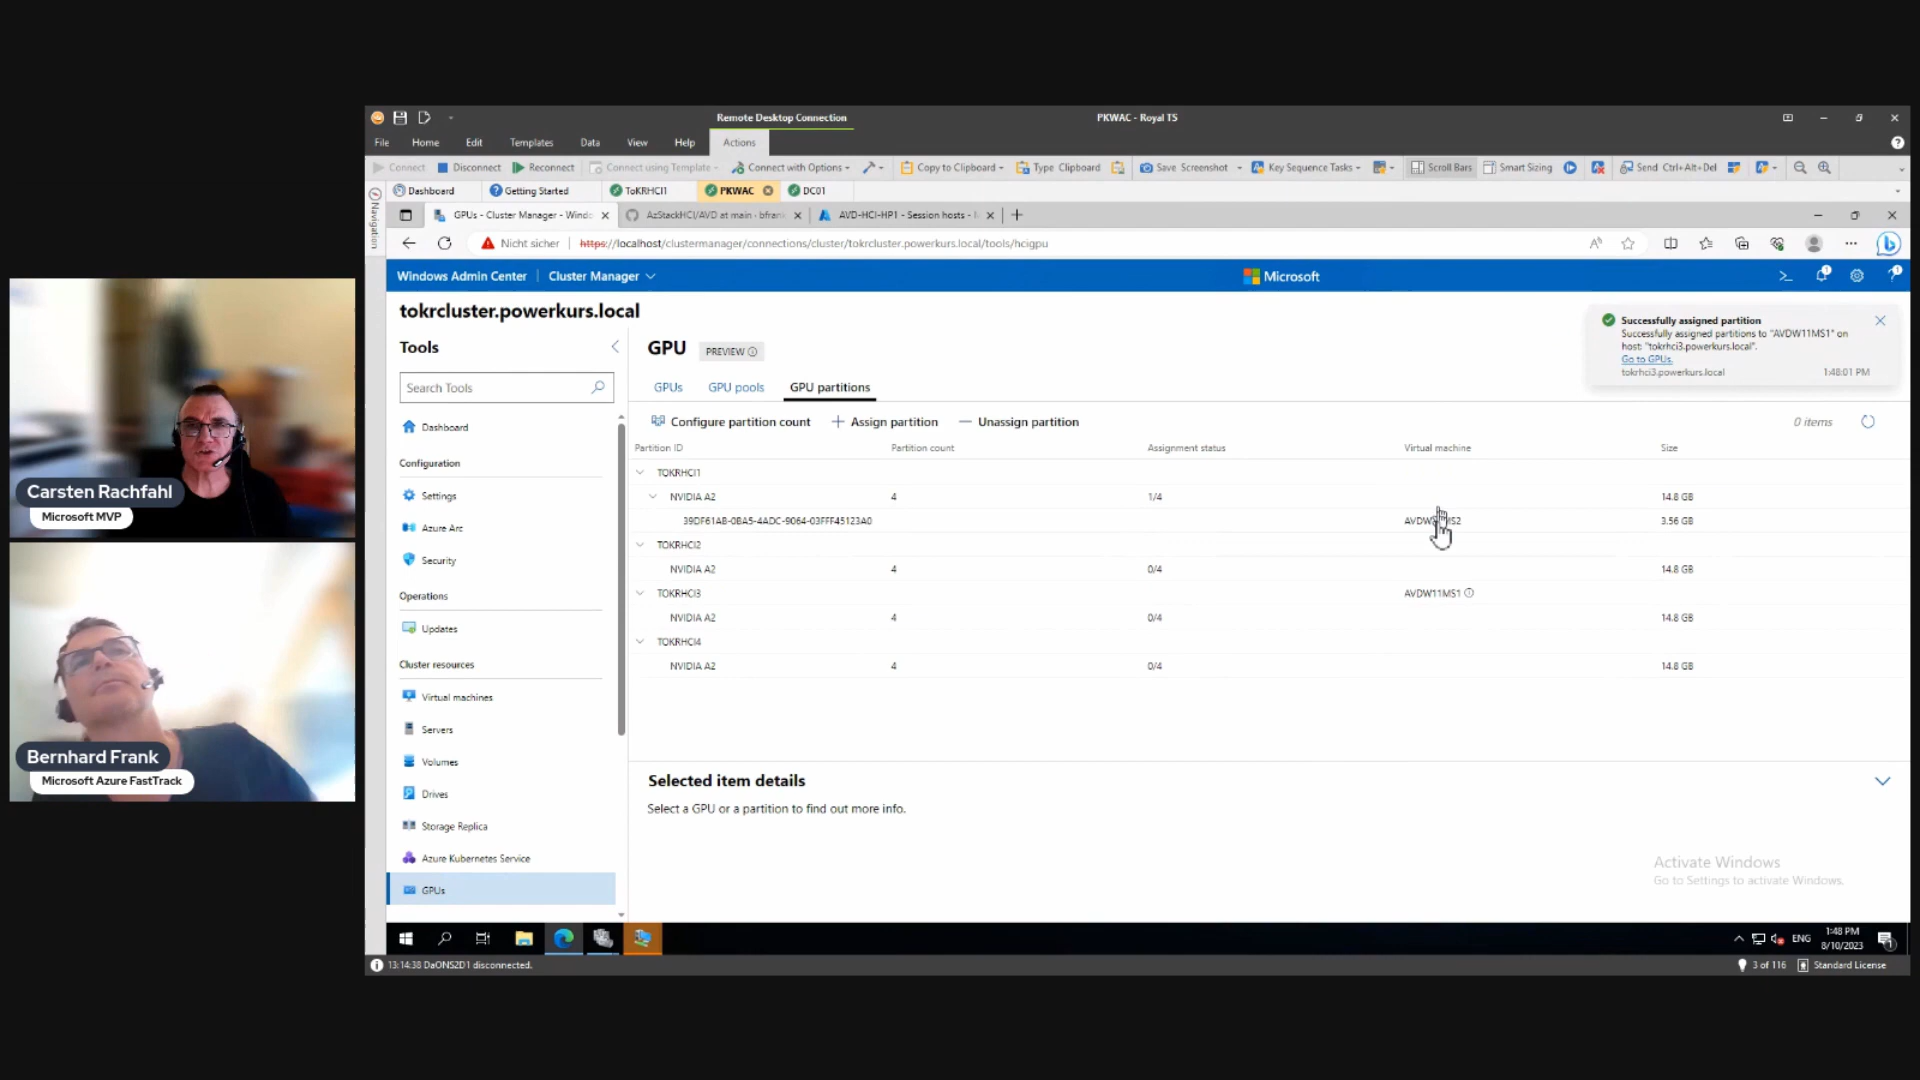 Remote Desktop Connection
PKWAC - Royal TS
File Home Edit Templates Data View Help Actions
Connect Disconnect Reconnect Connect using Template Connect with Options Copy to Clipboard Type Clipboard Save Screenshot Key Sequence Tasks Scroll Bars Smart Sizing Send Ctrl+Alt+Del
Navigation
Dashboard Getting Started ToKRHCI1 PKWAC DC01
GPUs - Cluster Manager - Windo AzStackHCI/AVD at main · bfran AVD-HCI-HP1 - Session hosts -
Nicht sicher https://localhost/clustermanager/connections/cluster/tokrcluster.powerkurs.local/tools/hcigpu
Windows Admin Center Cluster Manager Microsoft
tokrcluster.powerkurs.local
Successfully assigned partition
Successfully assigned partitions to "AVDW11MS1" on
host: "tokrhci3.powerkurs.local".
Go to GPUs.
tokrhci3.powerkurs.local 1:48:01 PM
Tools
Search Tools
Dashboard
Configuration
Settings
Azure Arc
Security
Operations
Updates
Cluster resources
Virtual machines
Servers
Volumes
Drives
Storage Replica
Azure Kubernetes Service
GPUs
GPU PREVIEW
GPUs GPU pools GPU partitions
Configure partition count Assign partition Unassign partition 0 items
Partition ID Partition count Assignment status Virtual machine Size
TOKRHCI1
NVIDIA A2 4 1/4 14.8 GB
39DF61AB-0BA5-4ADC-9064-03FFF45123A0 3.56 GB
TOKRHCI2
NVIDIA A2 4 0/4 14.8 GB
TOKRHCI3 AVDW11MS1
NVIDIA A2 4 0/4 14.8 GB
TOKRHCI4
NVIDIA A2 4 0/4 14.8 GB
Selected item details
Select a GPU or a partition to find out more info.
Activate Windows
Go to Settings to activate Windows.
ENG
1:48 PM
8/10/2023
13:14:38 DaONS2D1 disconnected.
3 of 116 Standard License
Carsten Rachfahl
Microsoft MVP
Bernhard Frank
Microsoft Azure FastTrack